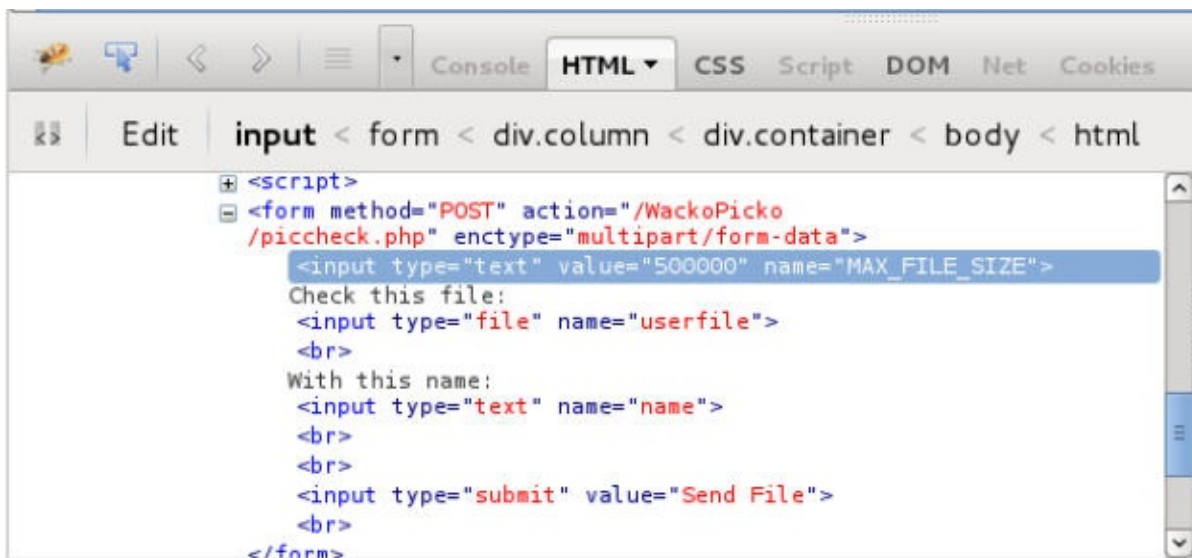 Console HTML CSS Script DOM Net Cookies
Edit input < form < div.column < div.container < body < html
<script>
<form method="POST" action="/WackoPicko
/piccheck.php" enctype="multipart/form-data">
<input type="text" value="500000" name="MAX_FILE_SIZE">
Check this file:
<input type="file" name="userfile">
<br>
With this name:
<input type="text" name="name">
<br>
<br>
<input type="submit" value="Send File">
<br>
</form>